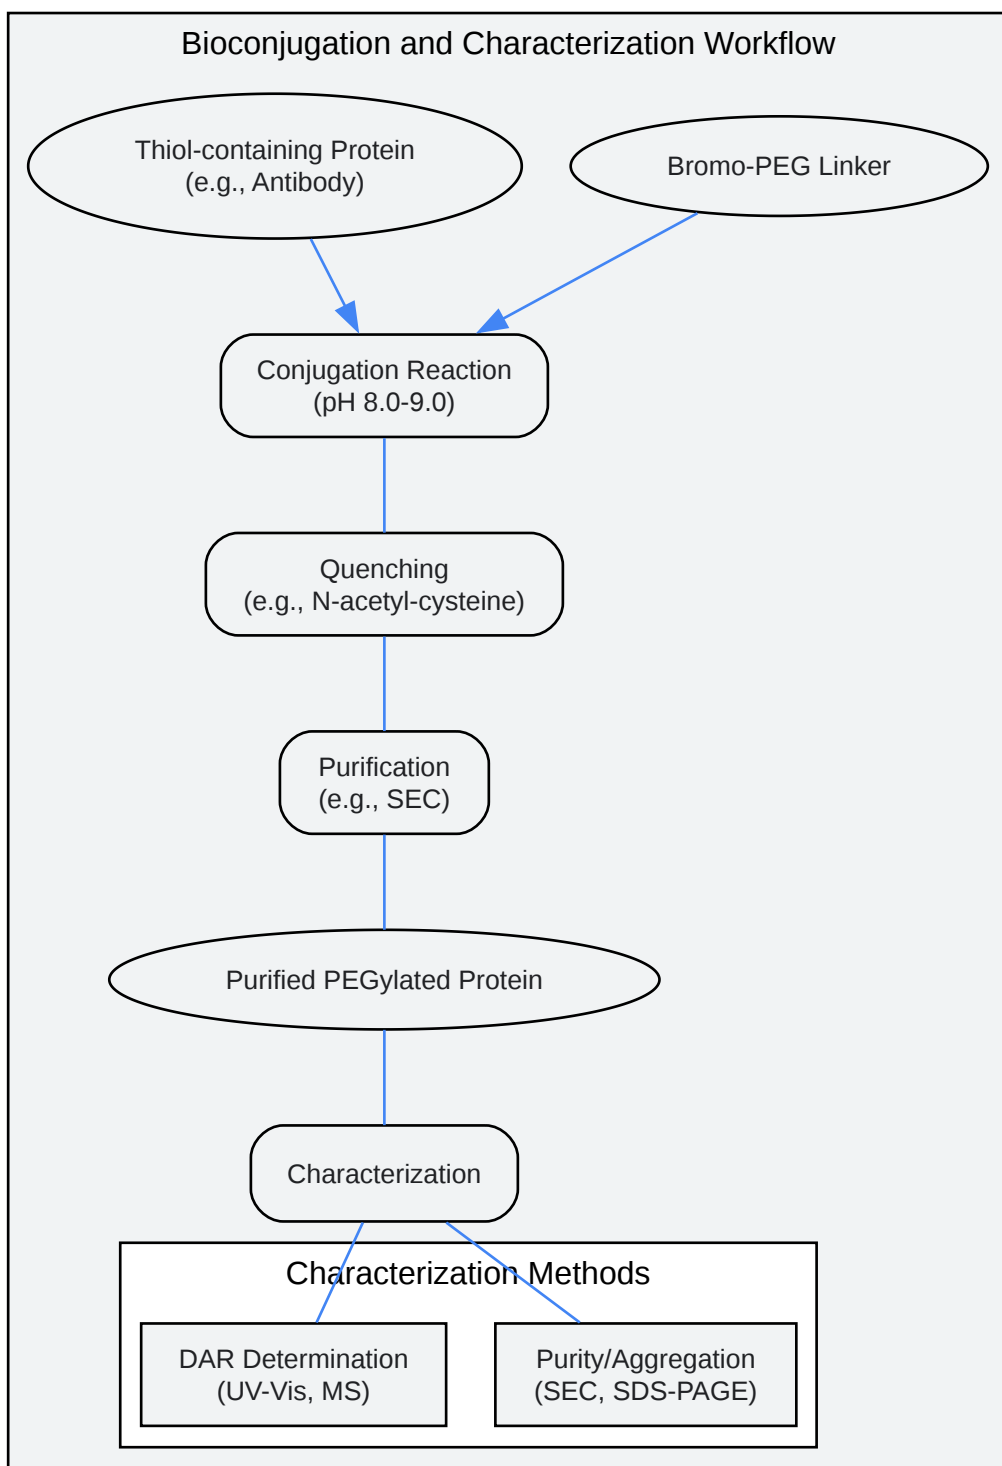 Bioconjugation and Characterization Workflow
Thiol-containing Protein
(e.g., Antibody)
Bromo-PEG Linker
Conjugation Reaction
(pH 8.0-9.0)
Quenching
(e.g., N-acetyl-cysteine)
Purification
(e.g., SEC)
Purified PEGylated Protein
Characterization
Characterization Methods
DAR Determination
(UV-Vis, MS)
Purity/Aggregation
(SEC, SDS-PAGE)